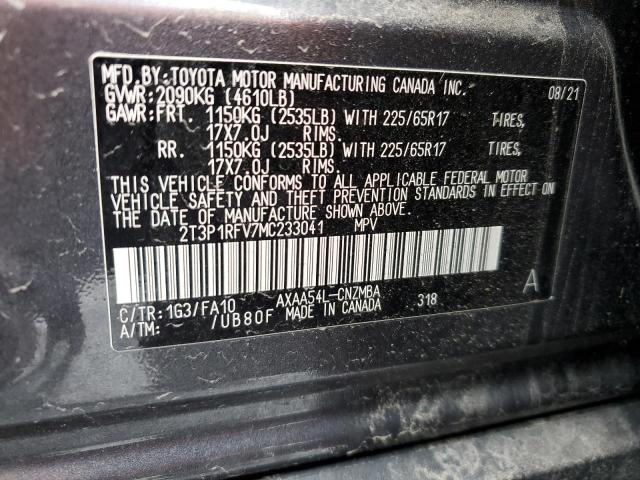 MFD.BY:TOYOTA MOTOR MANUFACTURING CANADA INC. 08/21
GVWR:2090KG (4610LB)
GAWR:FRT. 1150KG (2535LB) WITH 225/65R17 TIRES,
17X7.0J RIMS.
RR. 1150KG (2535LB) WITH 225/65R17 TIRES,
17X7.0J RIMS.
THIS VEHICLE CONFORMS TO ALL APPLICABLE FEDERAL MOTOR
VEHICLE SAFETY AND THEFT PREVENTION STANDARDS IN EFFECT ON
THE DATE OF MANUFACTURE SHOWN ABOVE.
2T3P1RFV7MC233041 MPV
A
C/TR:1G3/FA10 AXAA54L-CNZMBA 318
A/TM: /UB80F MADE IN CANADA